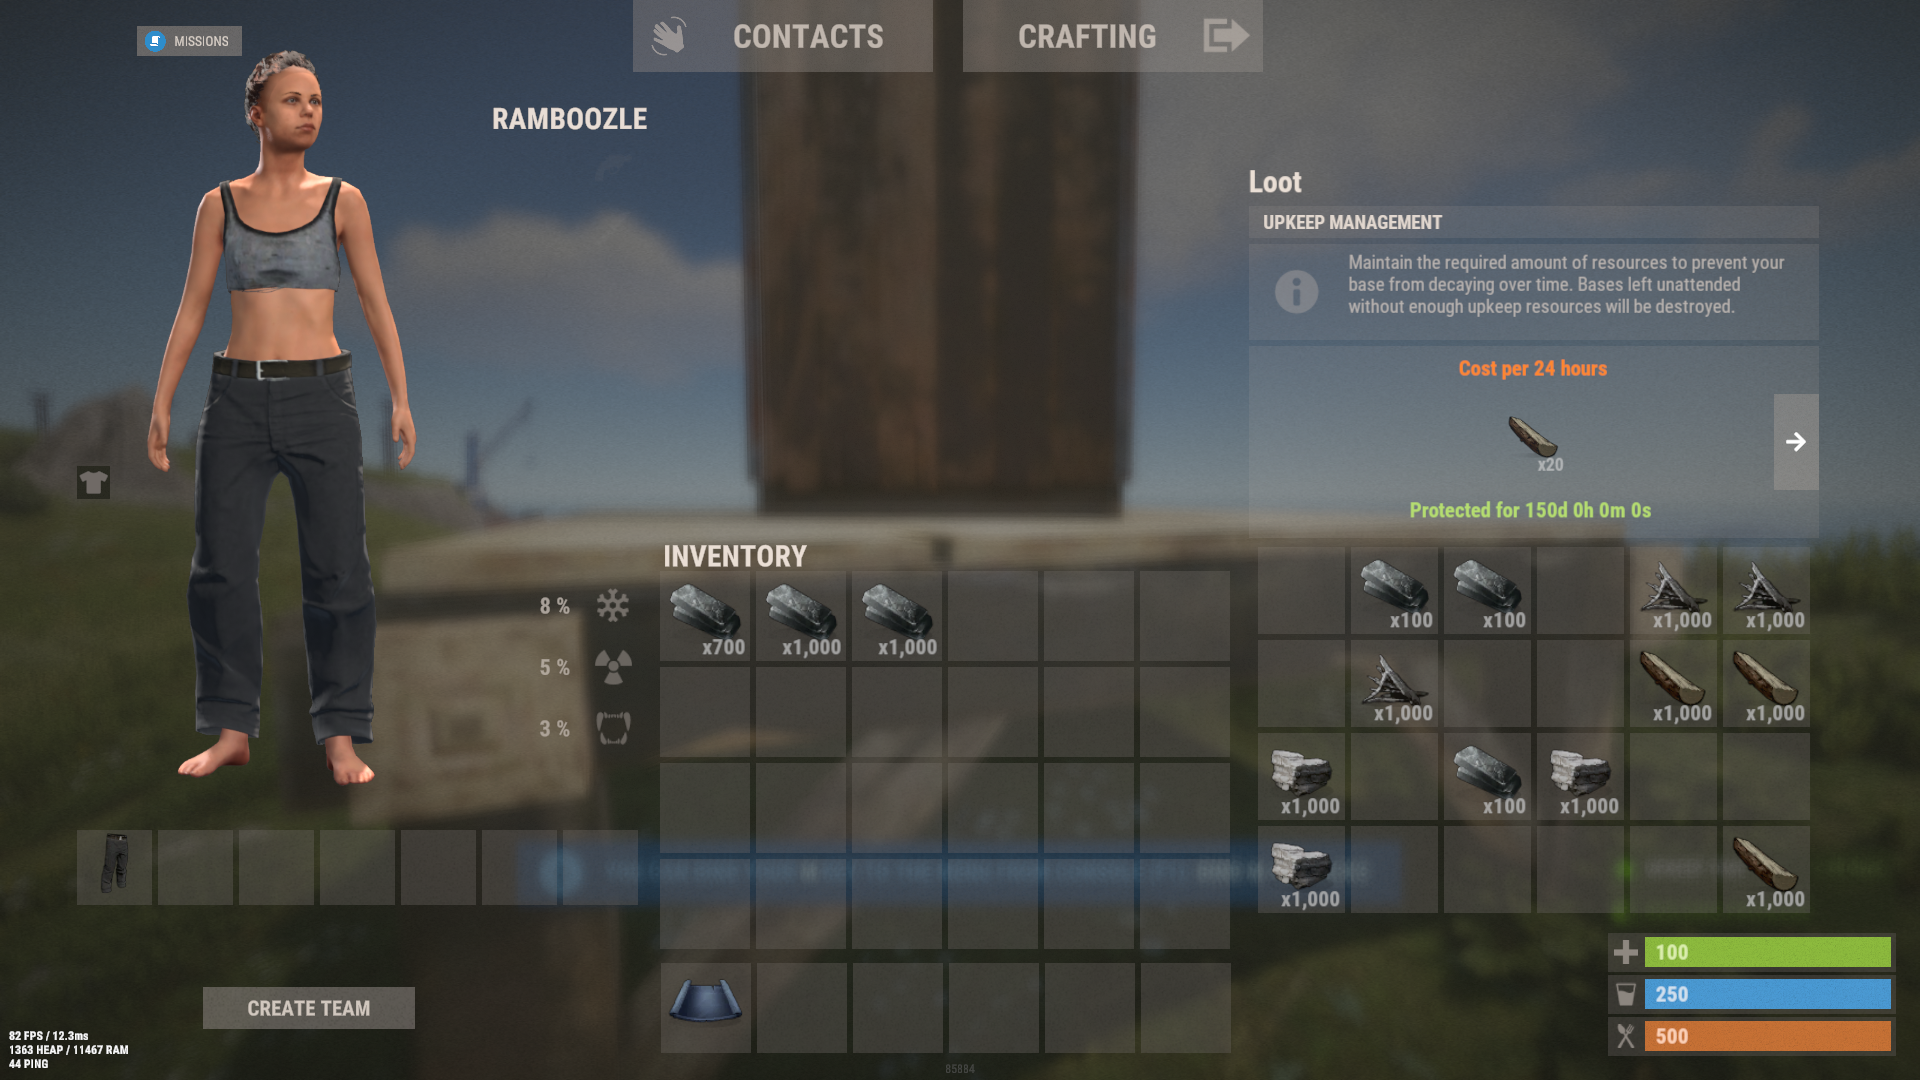 MISSIONS
CONTACTS
CRAFTING
RAMBOOZLE
Loot
UPKEEP MANAGEMENT
Maintain the required amount of resources to prevent your
base from decaying over time. Bases left unattended
without enough upkeep resources will be destroyed.
Cost per 24 hours
x20
Protected for 150d 0h 0m 0s
INVENTORY
8 %
5 %
3 %
x700 x1,000 x1,000
x100 x100 x1,000 x1,000
x1,000 x1,000 x1,000
x1,000 x100 x1,000
x1,000 x1,000
CREATE TEAM
100
250
500
82 FPS / 12.3ms
1363 HEAP / 11467 RAM
44 PING
85884